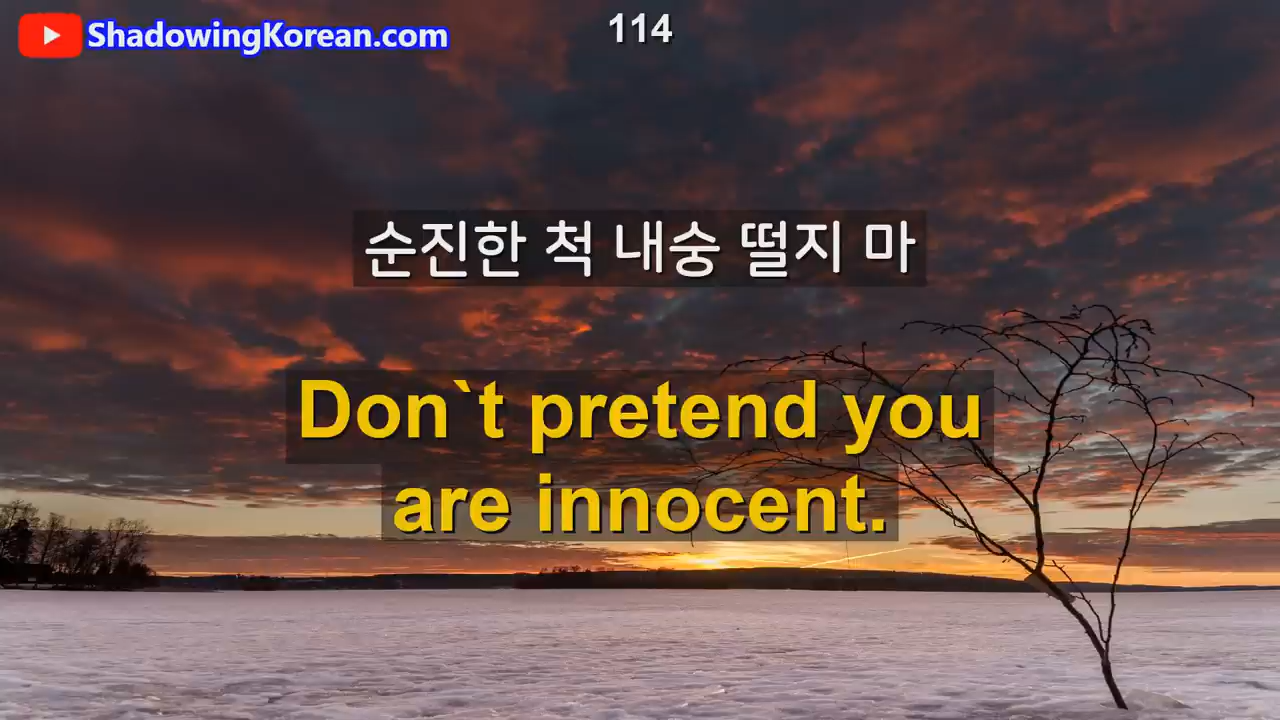 ShadowingKorean.com
114
순진한 척 내숭 떨지 마
Don`t pretend you
are innocent.